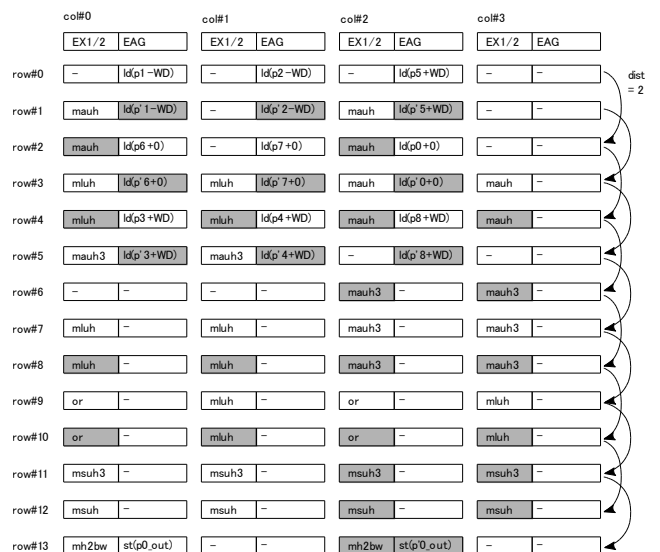 col#0 col#1 col#2 col#3
EX1/2 EAG EX1/2 EAG EX1/2 EAG EX1/2 EAG
row#0 - ld(p1-WD) - ld(p2-WD) - ld(p5+WD) - - dist = 2
row#1 mauh ld(p'1-WD) - ld(p'2-WD) mauh ld(p'5+WD) - -
row#2 mauh ld(p6+0) - ld(p7+0) mauh ld(p0+0) - -
row#3 mluh ld(p'6+0) mluh ld(p'7+0) mauh ld(p'0+0) mauh -
row#4 mluh ld(p3+WD) mluh ld(p4+WD) mauh ld(p8+WD) mauh -
row#5 mauh3 ld(p'3+WD) mauh3 ld(p'4+WD) - ld(p'8+WD) - -
row#6 - - - - mauh3 - mauh3 -
row#7 mluh - mluh - mauh3 - mauh3 -
row#8 mluh - mluh - mauh3 - mauh3 -
row#9 or - mluh - or - mluh -
row#10 or - mluh - or - mluh -
row#11 msuh3 - msuh3 - msuh3 - msuh3 -
row#12 msuh - msuh - msuh - msuh -
row#13 mh2bw st(p0_out) - - mh2bw st(p'0_out) - -